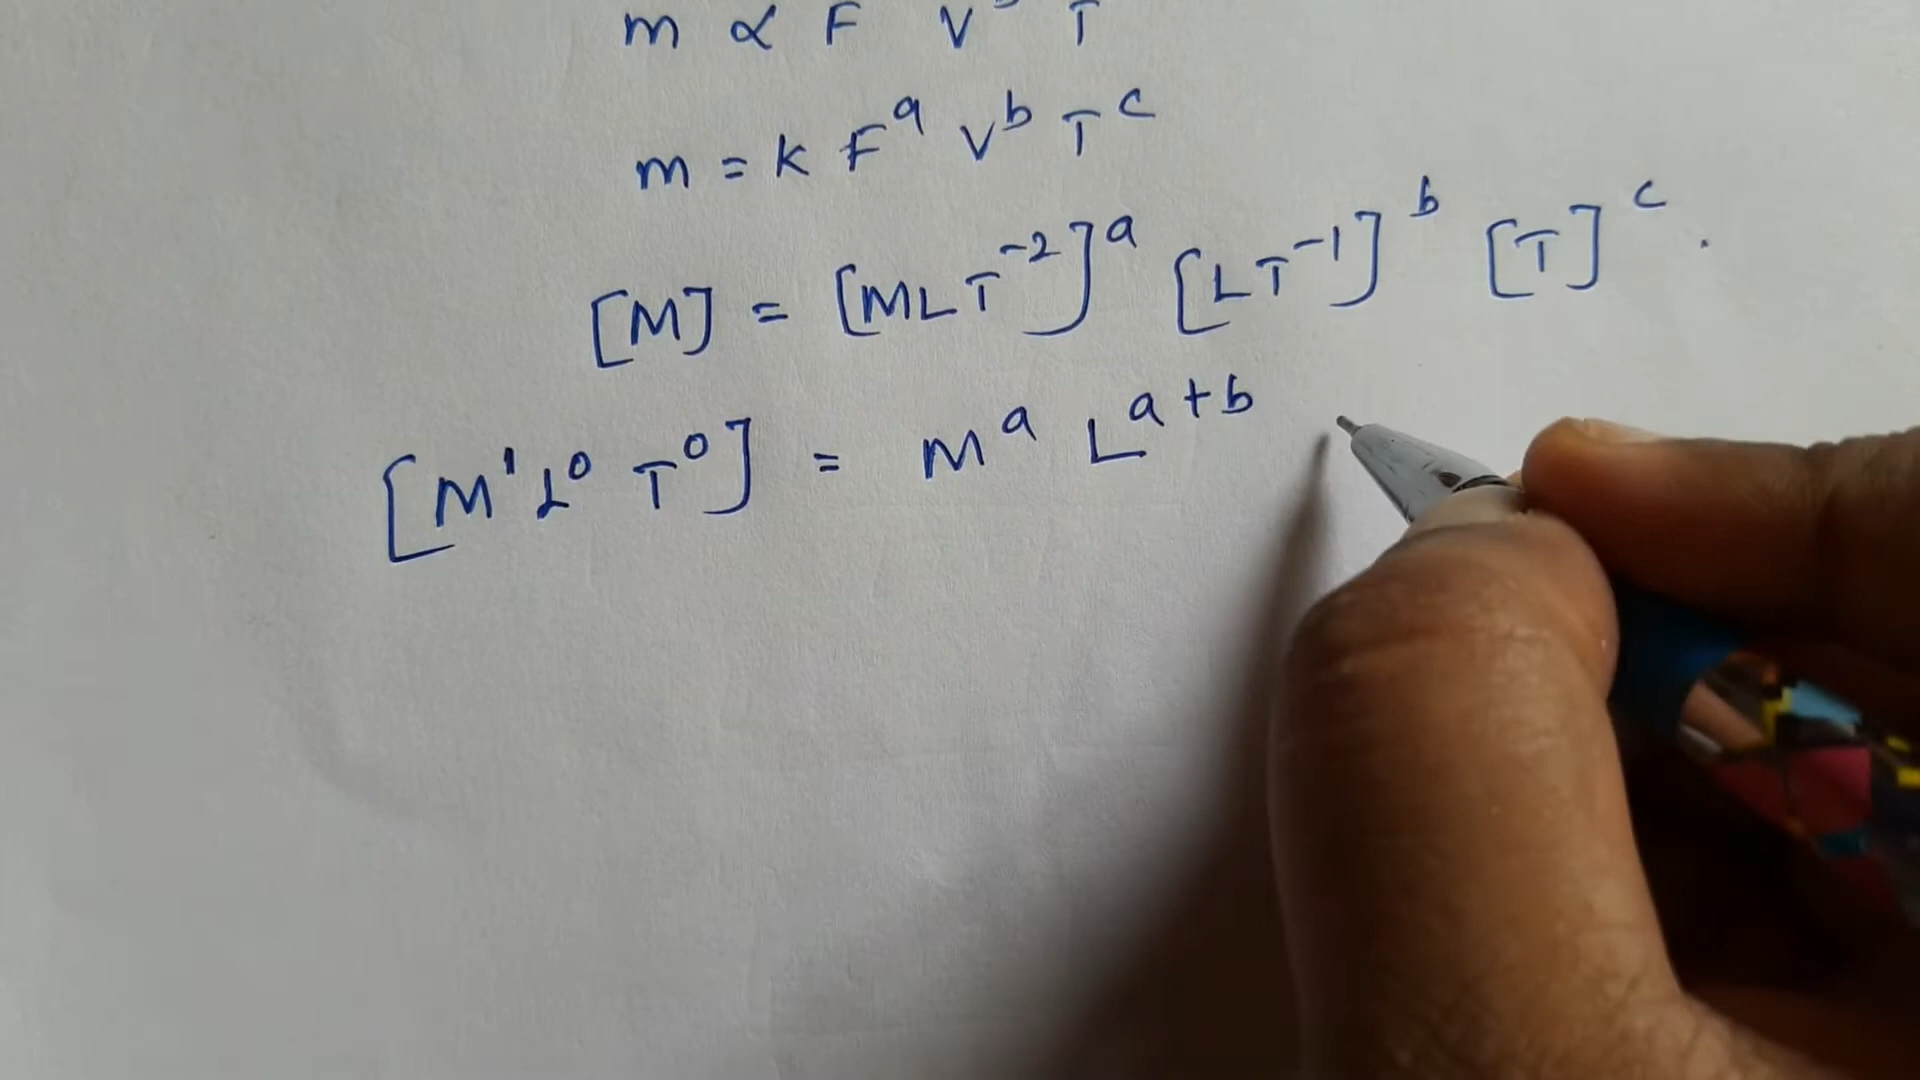 m ∝ F V T
m = k F^a V^b T^c
[M] = [MLT^-2]^a [LT^-1]^b [T]^c .
[M^1 L^0 T^0] = M^a L^a+b